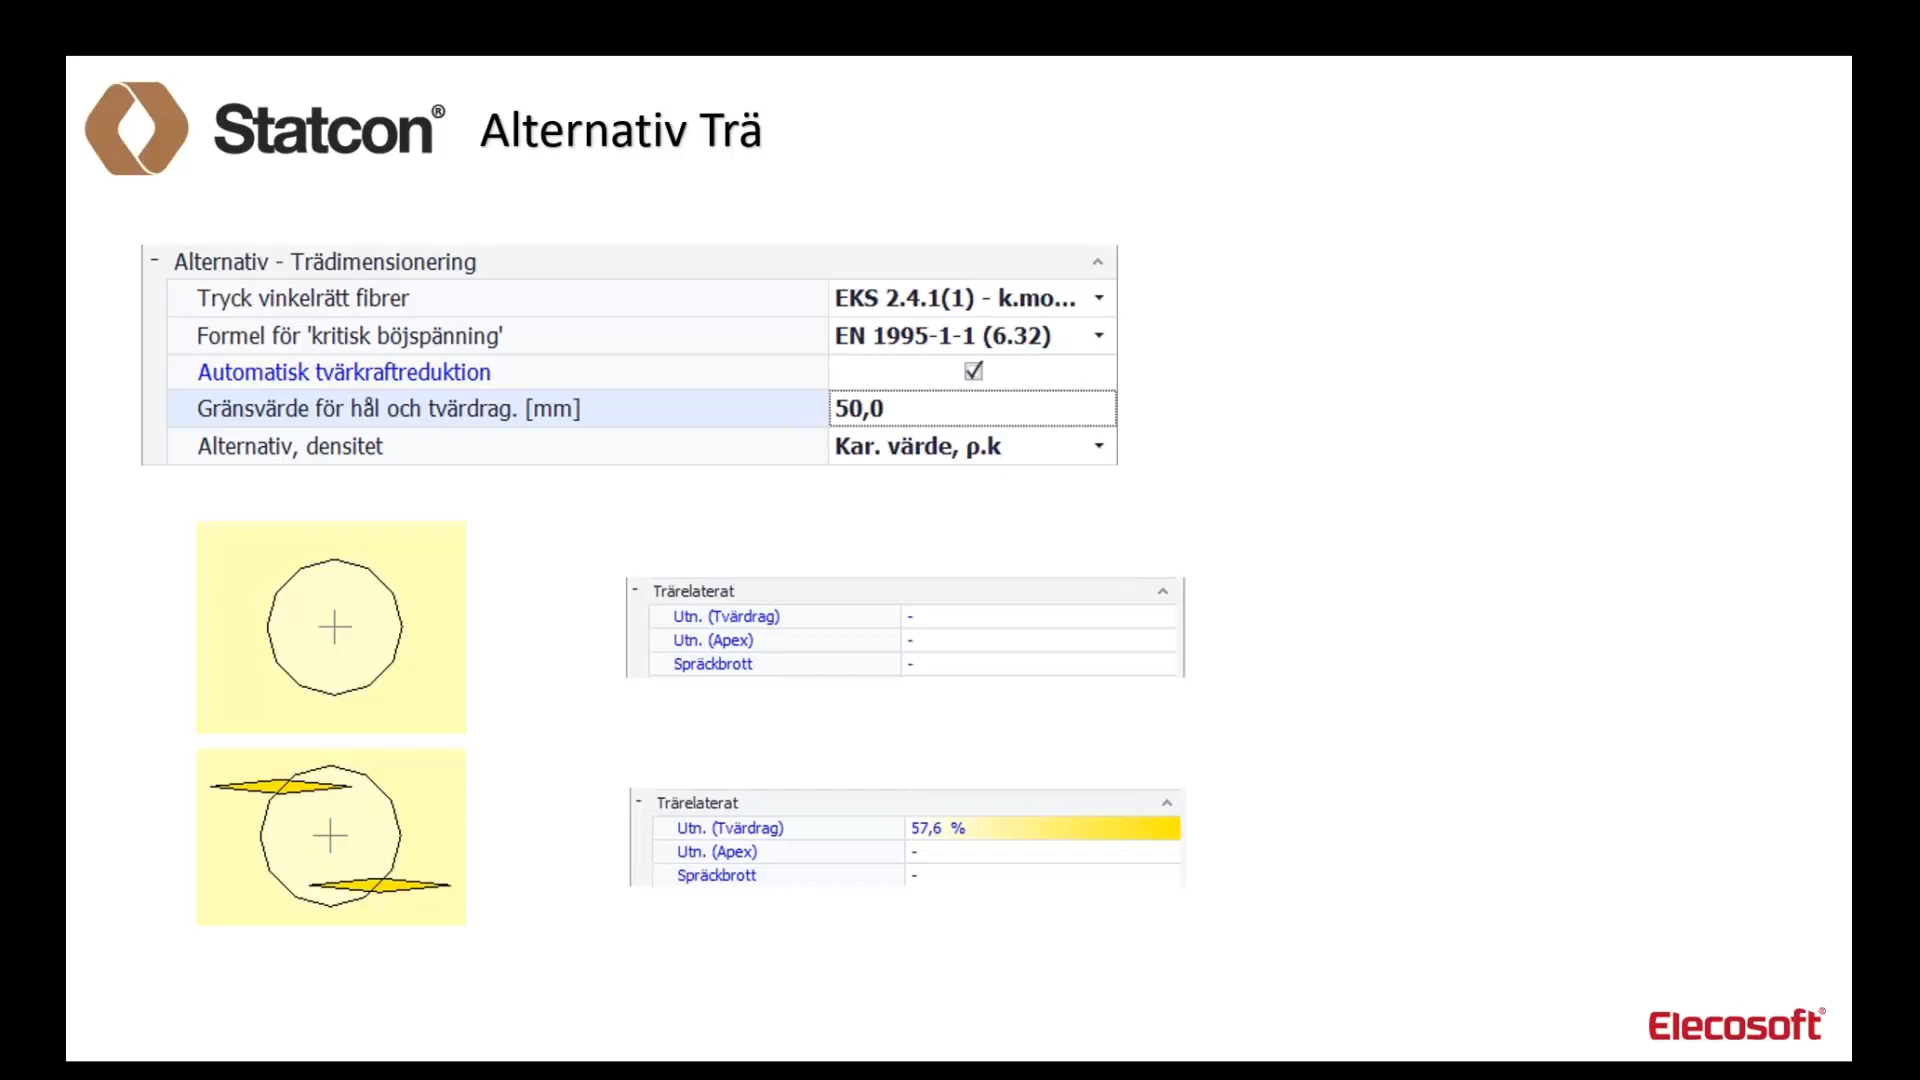 Statcon® Alternativ Trä
- Alternativ - Trädimensionering
Tryck vinkelrätt fibrer EKS 2.4.1(1) - k.mo...
Formel för 'kritisk böjspänning' EN 1995-1-1 (6.32)
Automatisk tvärkraftreduktion
Gränsvärde för hål och tvärdrag. [mm] 50,0
Alternativ, densitet Kar. värde, ρ.k
- Trärelaterat
Utn. (Tvärdrag) -
Utn. (Apex) -
Spräckbrott -
- Trärelaterat
Utn. (Tvärdrag) 57,6 %
Utn. (Apex) -
Spräckbrott -
Elecosoft®